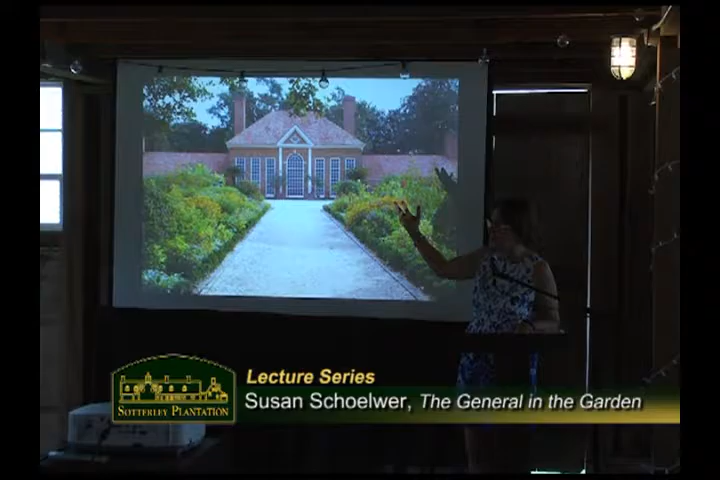 Lecture Series
SOTTERLEY PLANTATION
Susan Schoelwer, The General in the Garden